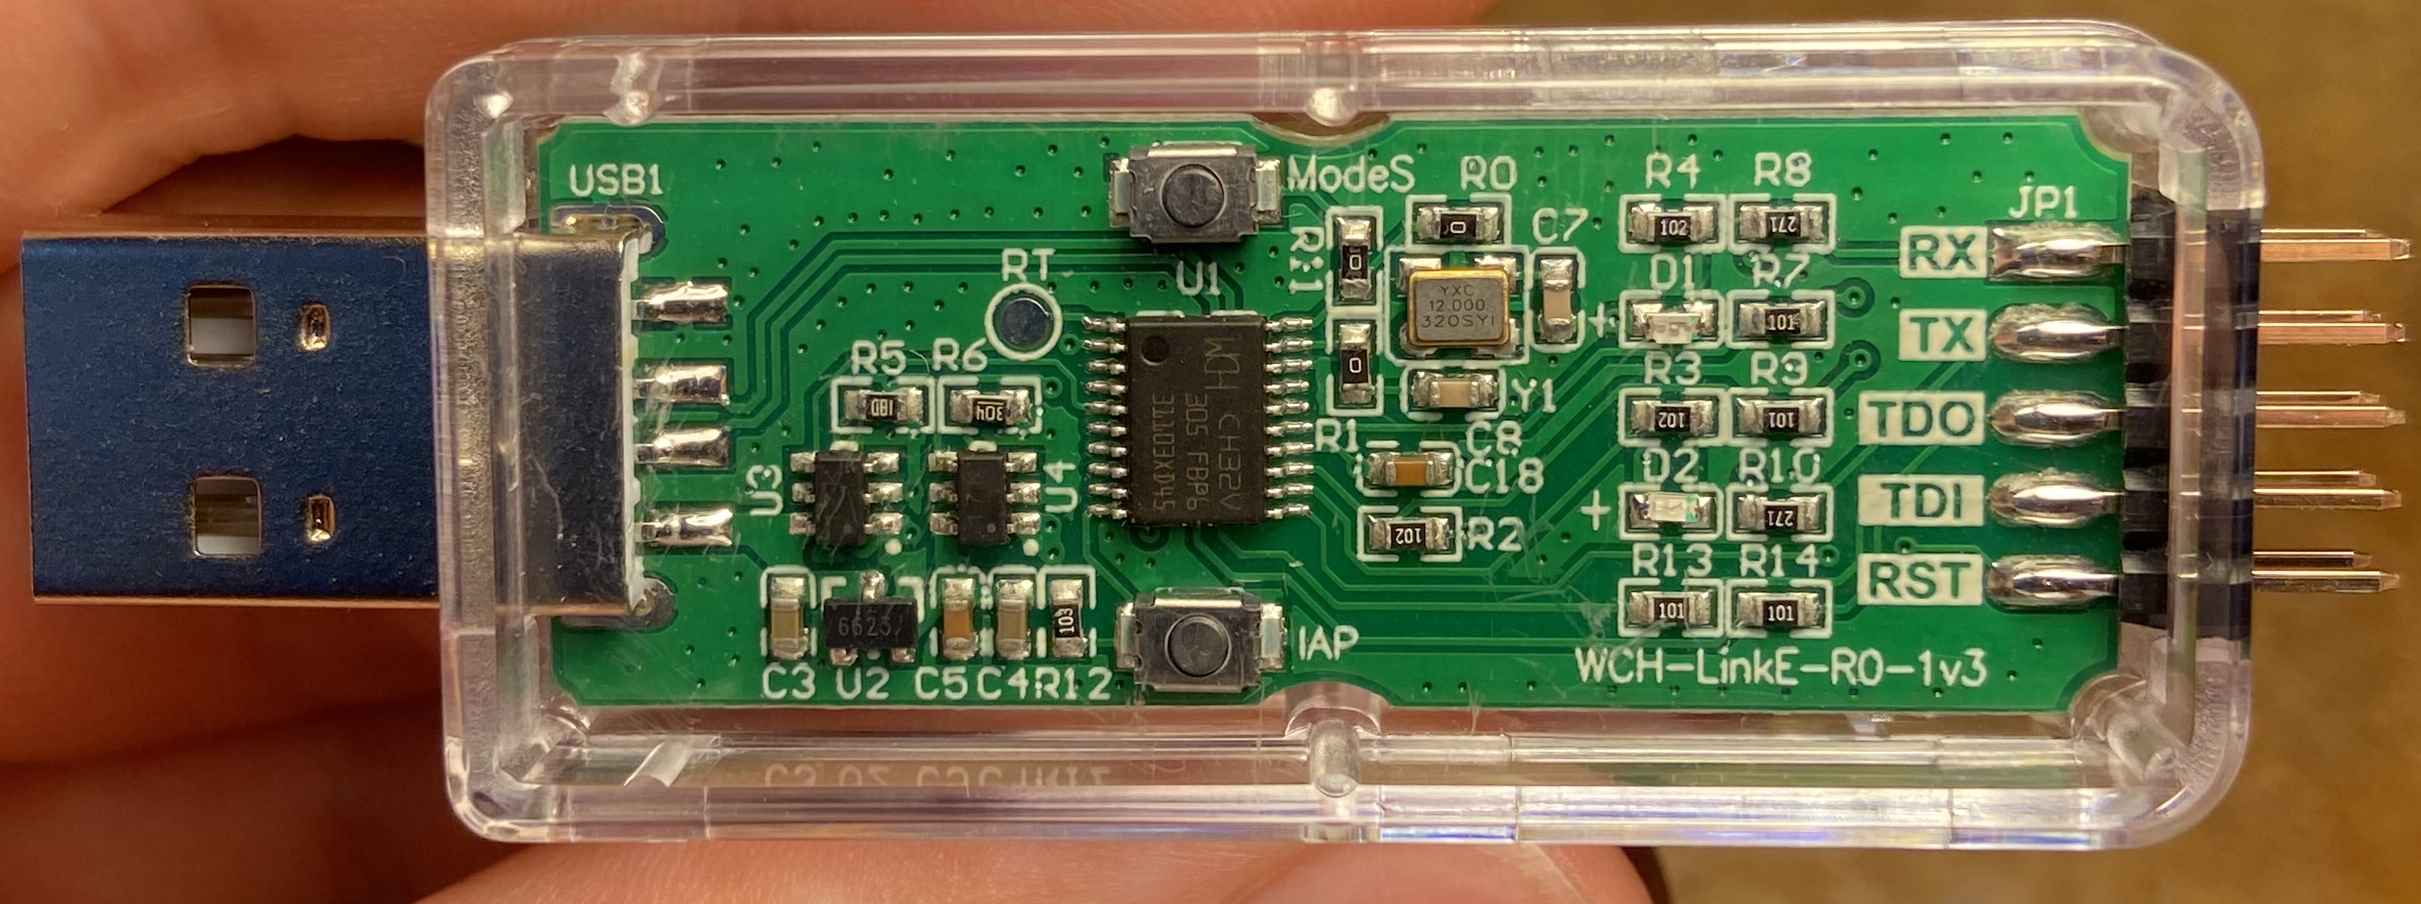 USB1
ModeS
R0
R4
R8
JP1
R11
C7
RX
RT
U1
0
0
102
271
D1
R7
TX
YXC
12.000
320SYI
+
101
R5
R6
0
R3
R9
Y1
TDO
180
304
WCH
CH32V
305 FBP6
R1
C8
C18
102
101
D2
R10
TDI
U3
U4
+
271
102
R2
R13
R14
RST
103
101
101
IAP
C3
U2
C5
C4
R12
WCH-LinkE-R0-1v3